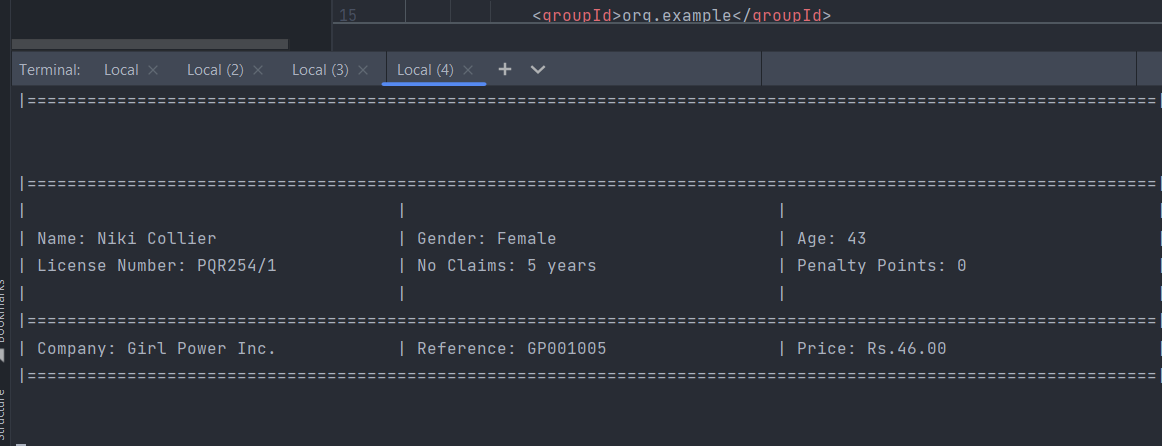 15 <groupId>org.example</groupId>
Terminal: Local × Local (2) × Local (3) × Local (4) × +
|=================================================================================================================|
|=================================================================================================================|
| | | |
| Name: Niki Collier | Gender: Female | Age: 43 |
| License Number: PQR254/1 | No Claims: 5 years | Penalty Points: 0 |
| | | |
|=================================================================================================================|
| Company: Girl Power Inc. | Reference: GP001005 | Price: Rs.46.00 |
|=================================================================================================================|
Bookmarks
Structure